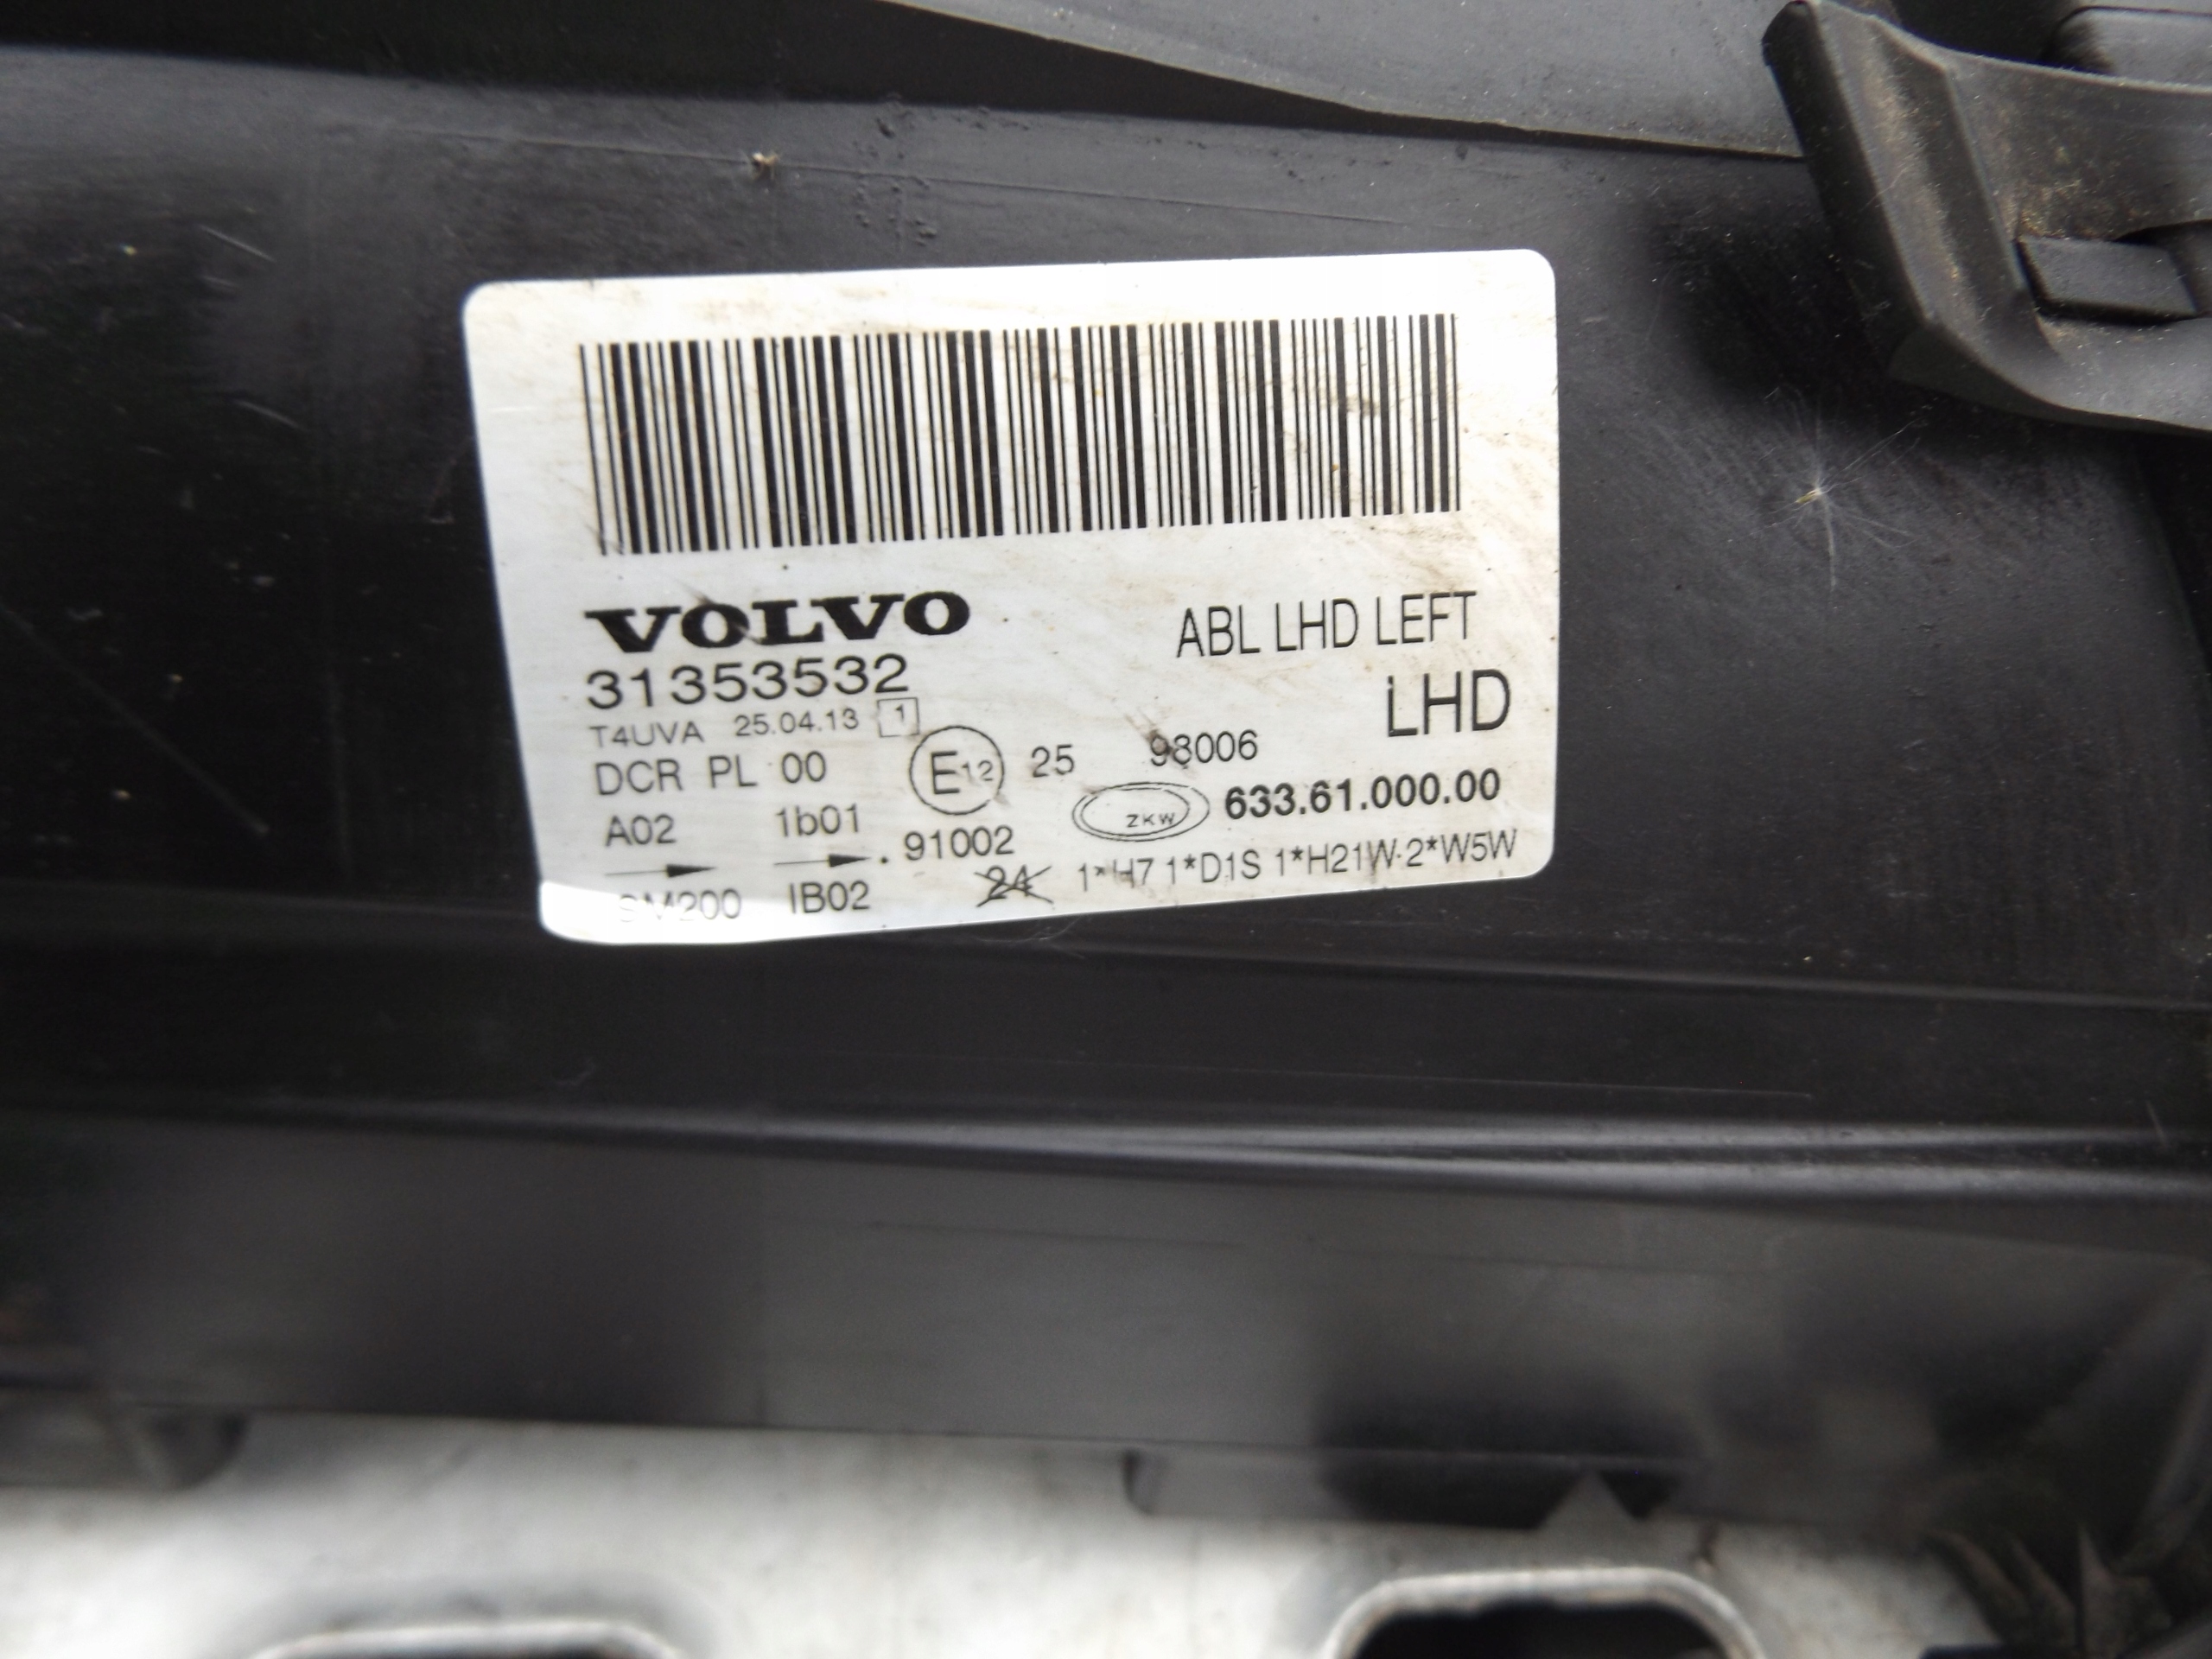 VOLVO
ABL LHD LEFT
31353532
LHD
T4UVA 25.04.13 1
DCR PL 00
E12 25 98006
ZKW 633.61.000.00
A02 1b01
.91002
1*H7 1*D1S 1*H21W 2*W5W
24
SM200 IB02